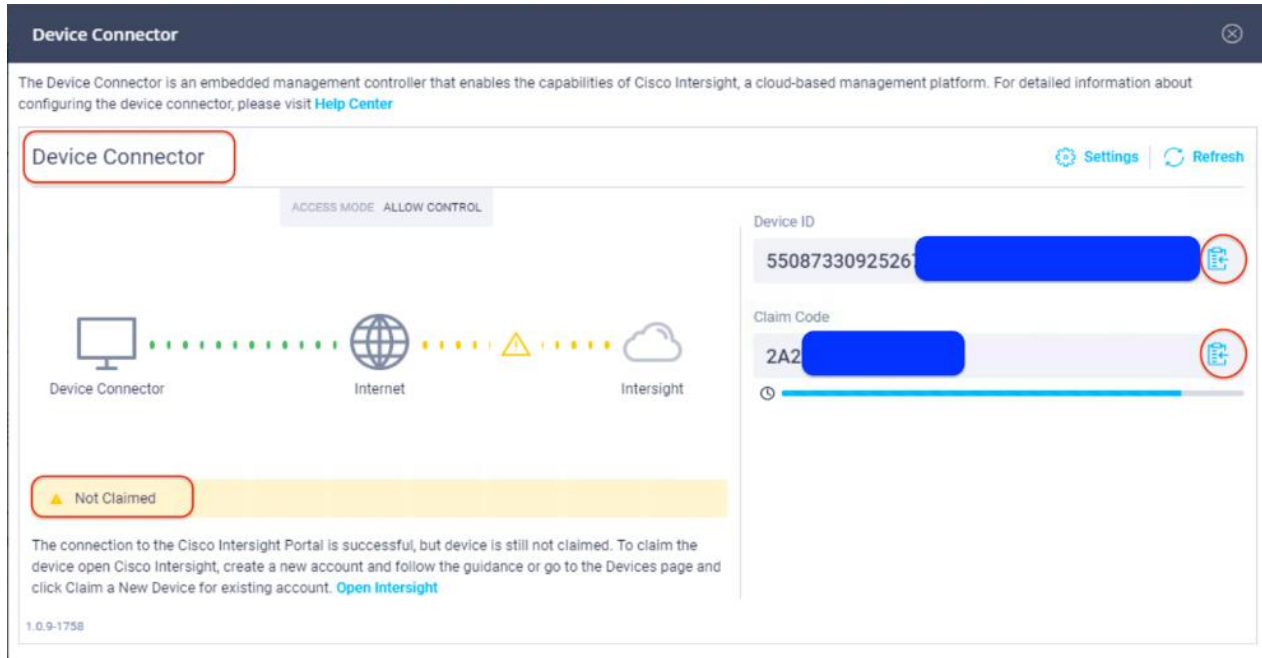 Device Connector
The Device Connector is an embedded management controller that enables the capabilities of Cisco Intersight, a cloud-based management platform. For detailed information about
configuring the device connector, please visit Help Center
Device Connector
Settings
Refresh
ACCESS MODE ALLOW CONTROL
Device ID
55087330925267
Claim Code
2A2
Device Connector
Internet
Intersight
Not Claimed
The connection to the Cisco Intersight Portal is successful, but device is still not claimed. To claim the
device open Cisco Intersight, create a new account and follow the guidance or go to the Devices page and
click Claim a New Device for existing account. Open Intersight
1.0.9-1758